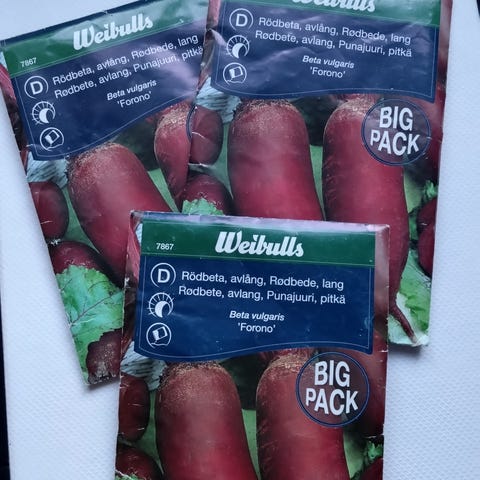 Weibulls
7867
D
Rödbeta, avlång, Rødbede, lang
Rødbete, avlang, Punajuuri, pitkä
Beta vulgaris
'Forono'
Weibulls
D
Rödbeta, avlång, Rødbede, lang
Rødbete, avlang, Punajuuri, pitkä
Beta vulgaris
'Forono'
BIG
PACK
7867
Weibulls
D
Rödbeta, avlång, Rødbede, lang
Rødbete, avlang, Punajuuri, pitkä
Beta vulgaris
'Forono'
BIG
PACK